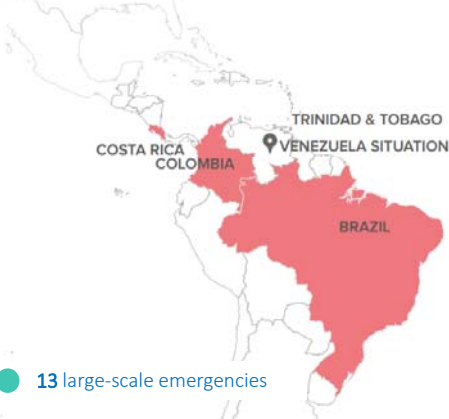 TRINIDAD & TOBAGO
COSTA RICA
VENEZUELA SITUATION
COLOMBIA
BRAZIL
13 large-scale emergencies